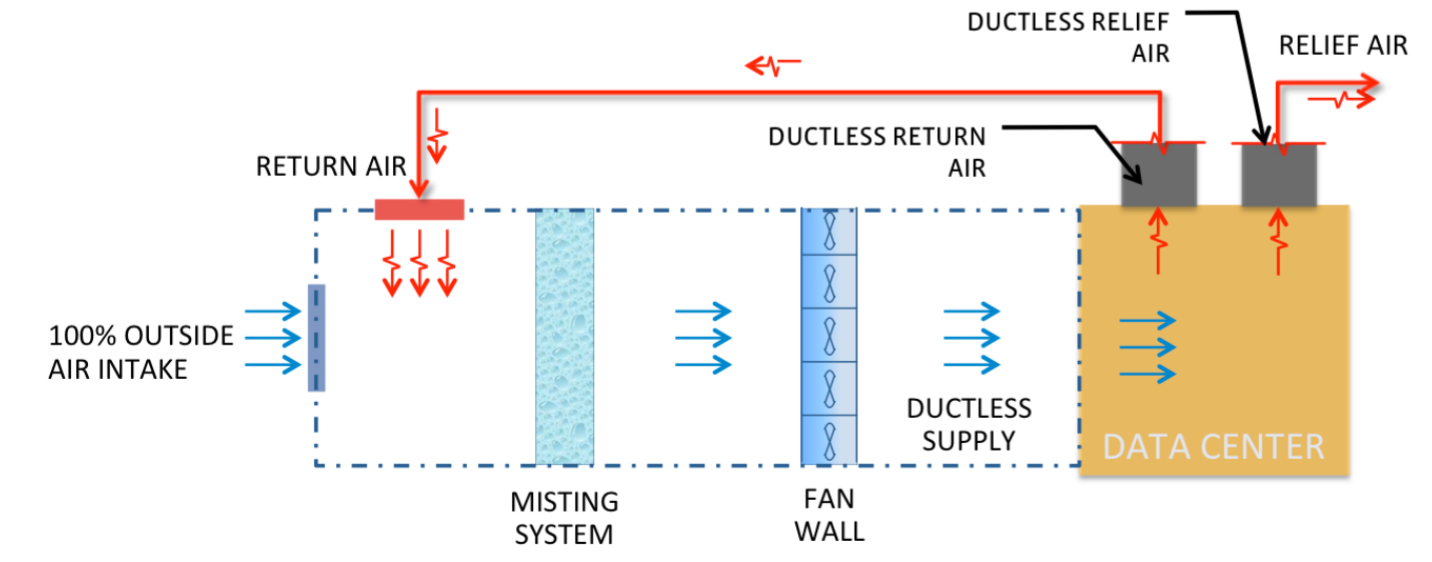 DUCTLESS RELIEF
AIR
RELIEF AIR
DUCTLESS RETURN
AIR
RETURN AIR
100% OUTSIDE
AIR INTAKE
DUCTLESS
SUPPLY
DATA CENTER
MISTING
SYSTEM
FAN
WALL